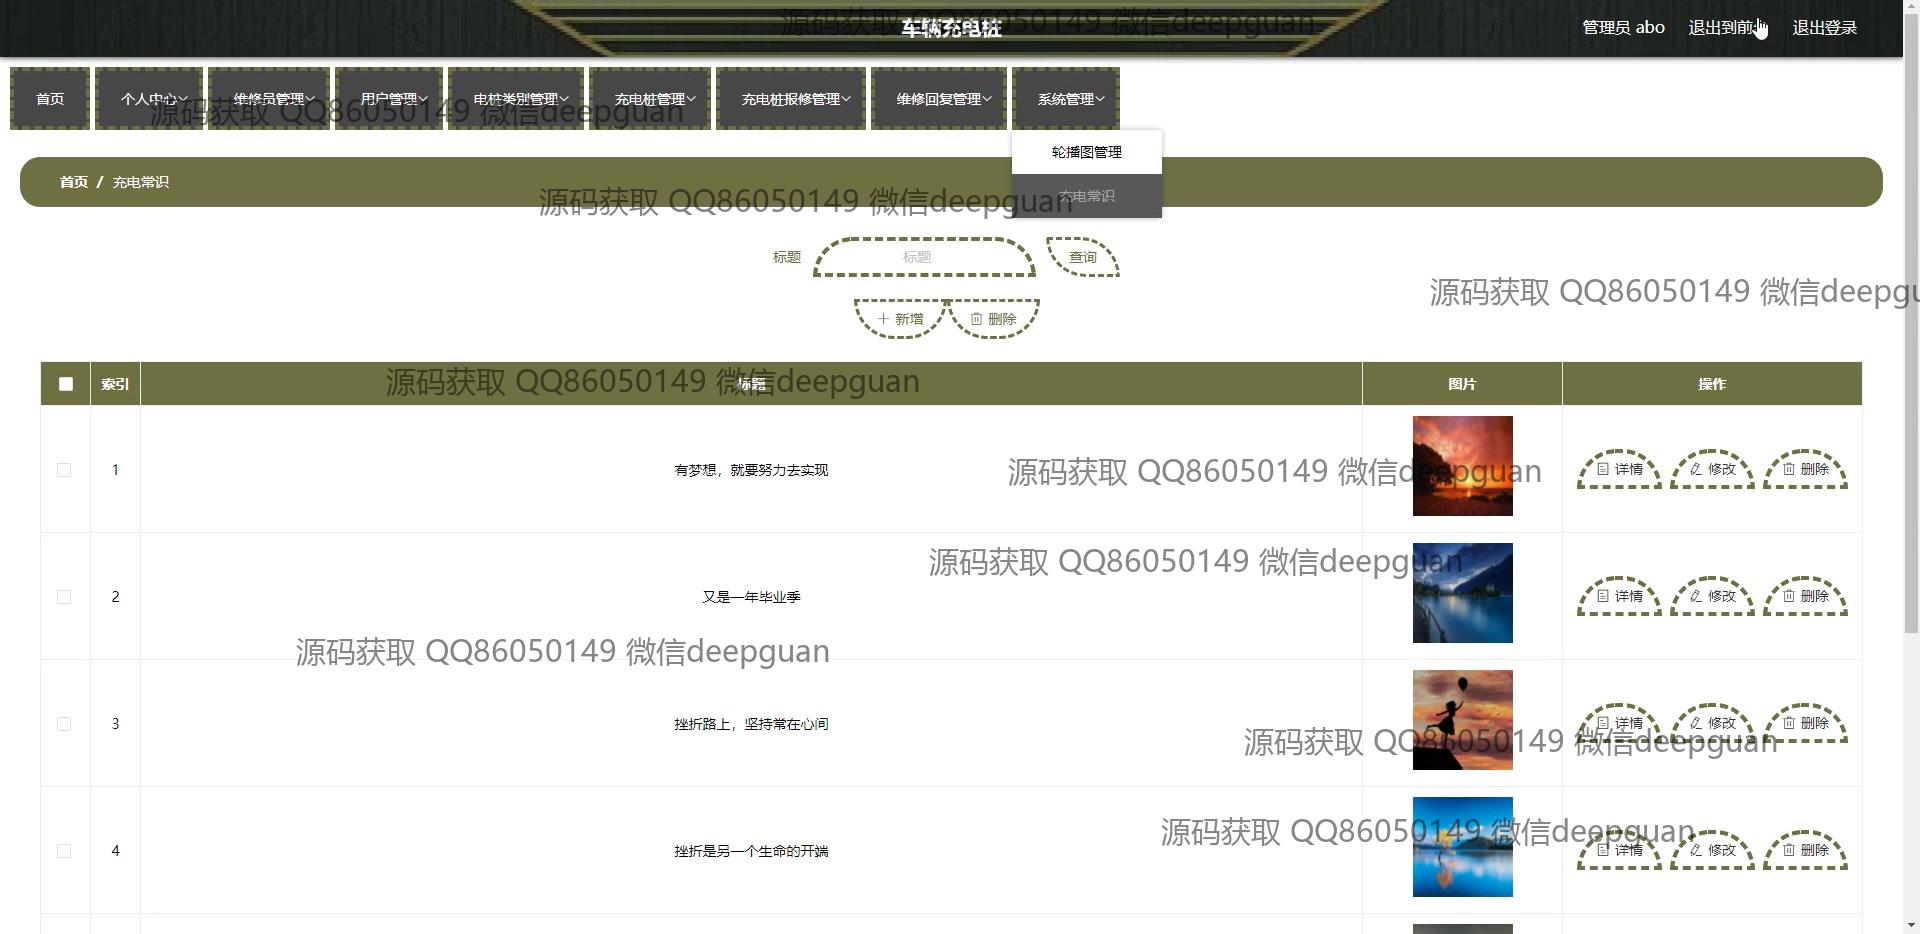 车辆充电桩
管理员 abo 退出到前台 退出登录
源码获取 QQ86050149 微信deepguan
首页 个人中心 维修员管理 用户管理 电桩类别管理 充电桩管理 充电桩报修管理 维修回复管理 系统管理
源码获取 QQ86050149 微信deepguan
轮播图管理
充电常识
首页 / 充电常识
源码获取 QQ86050149 微信deepguan
标题 标题 查询
源码获取 QQ86050149 微信deepgu
新增 删除
索引 标题 图片 操作
源码获取 QQ86050149 微信deepguan
1 有梦想，就要努力去实现 详情 修改 删除
源码获取 QQ86050149 微信deepguan
源码获取 QQ86050149 微信deepguan
2 又是一年毕业季 详情 修改 删除
源码获取 QQ86050149 微信deepguan
3 挫折路上，坚持常在心间 详情 修改 删除
源码获取 QQ86050149 微信deepguan
源码获取 QQ86050149 微信deepguan
4 挫折是另一个生命的开端 详情 修改 删除